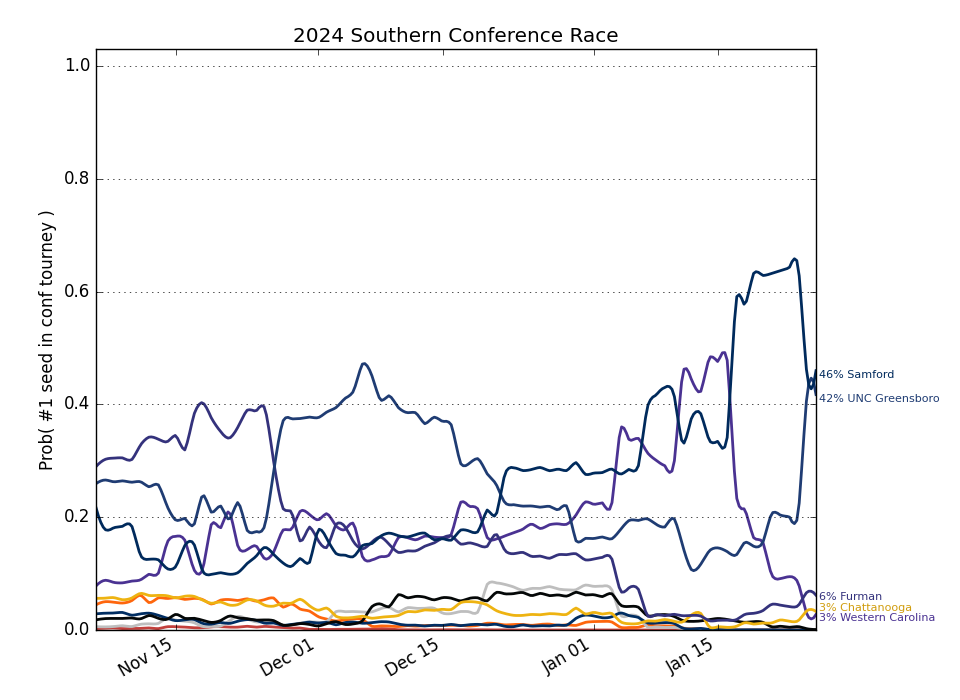 2024 Southern Conference Race
Prob( #1 seed in conf tourney )
1.0
0.8
0.6
0.4
0.2
0.0
Nov 15
Dec 01
Dec 15
Jan 01
Jan 15
46% Samford
42% UNC Greensboro
6% Furman
3% Chattanooga
3% Western Carolina